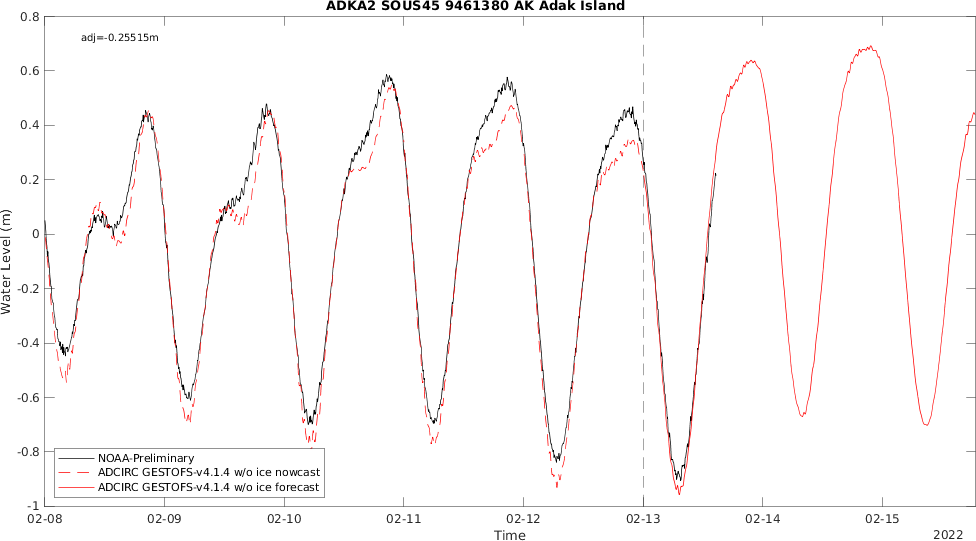 ADKA2 SOUS45 9461380 AK Adak Island
adj=-0.25515m
0.8
0.6
0.4
0.2
0
-0.2
-0.4
-0.6
-0.8
-1
Water Level (m)
NOAA-Preliminary
ADCIRC GESTOFS-v4.1.4 w/o ice nowcast
ADCIRC GESTOFS-v4.1.4 w/o ice forecast
02-08 02-09 02-10 02-11 02-12 02-13 02-14 02-15
Time
2022